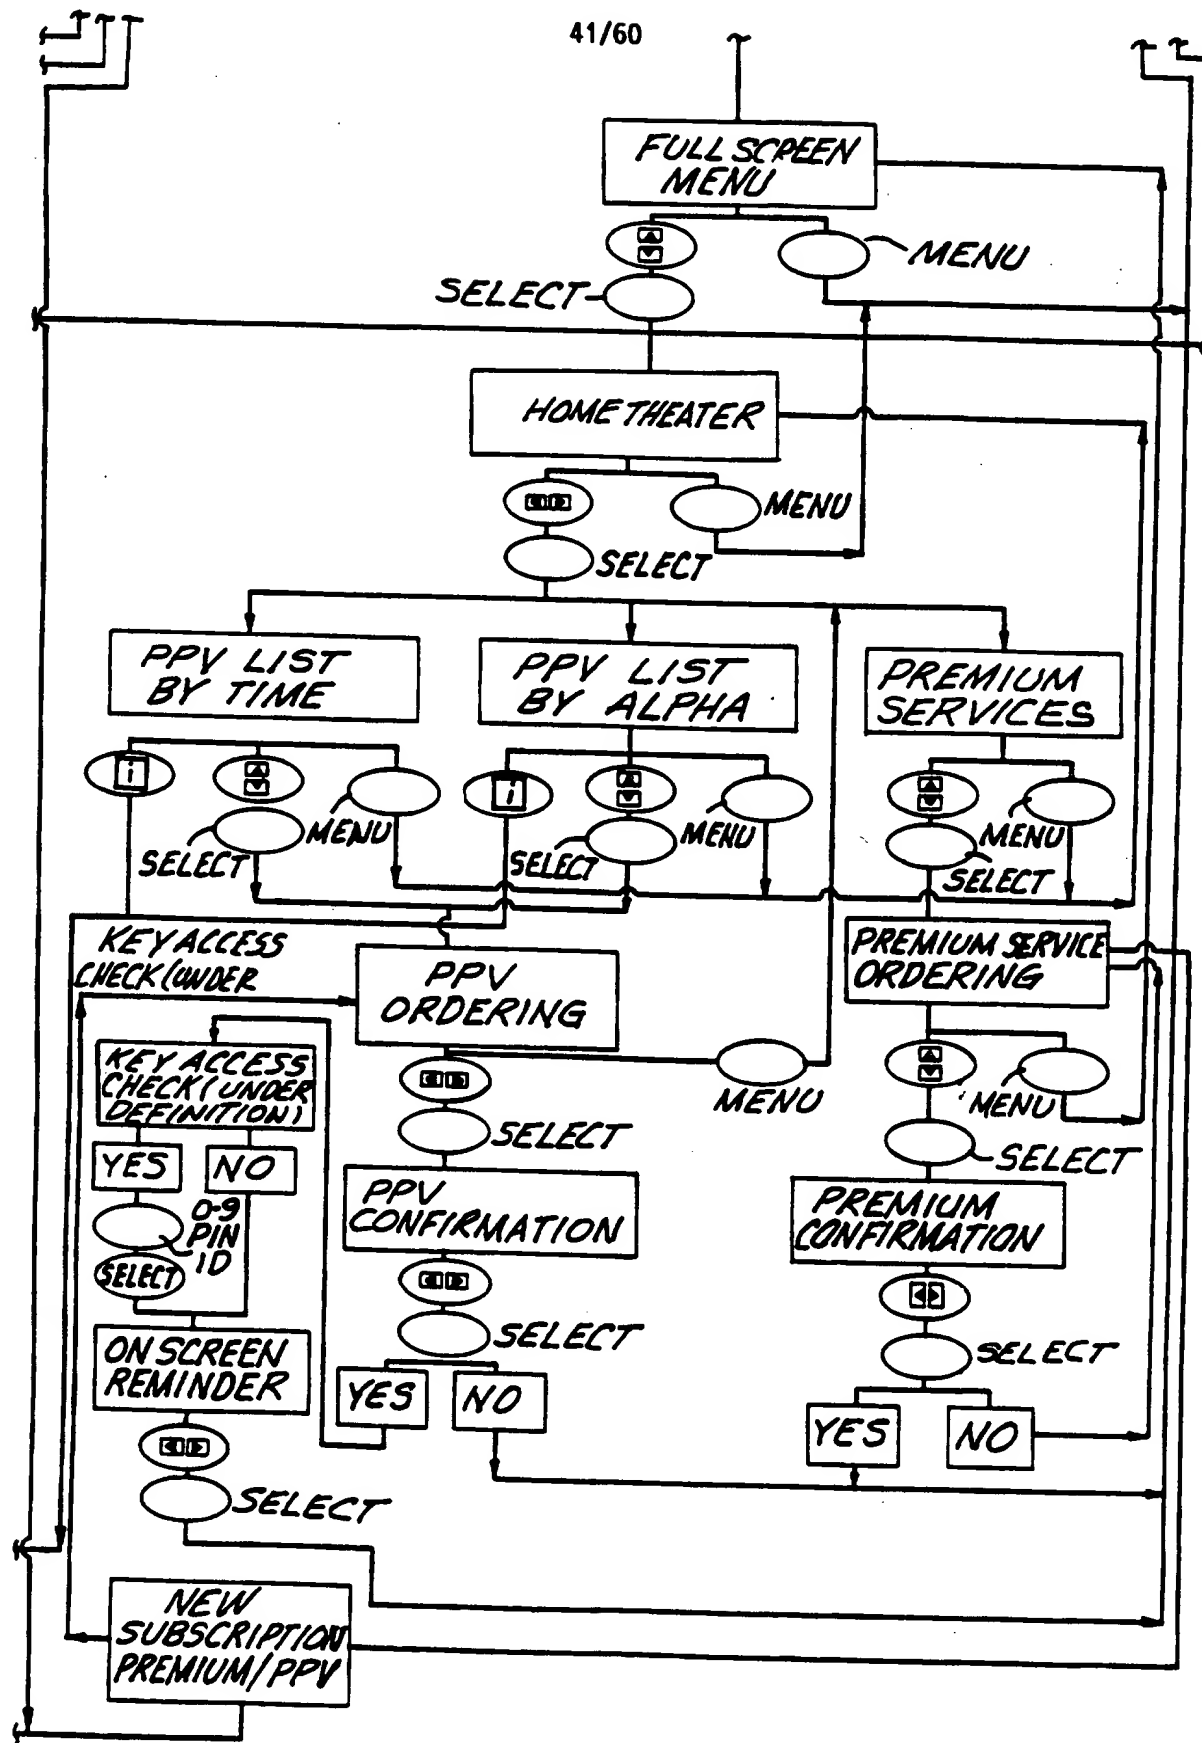 41/60
FULL SCREEN
MENU
MENU
SELECT
HOME THEATER
MENU
SELECT
PPV LIST
BY TIME
PPV LIST
BY ALPHA
PREMIUM
SERVICES
i
i
MENU
SELECT
MENU
SELECT
MENU
SELECT
KEY ACCESS
CHECK (UNDER
PPV
ORDERING
PREMIUM SERVICE
ORDERING
KEY ACCESS
CHECK (UNDER
DEFINITION)
MENU
MENU
YES
NO
SELECT
SELECT
0-9
PIN
ID
SELECT
PPV
CONFIRMATION
PREMIUM
CONFIRMATION
SELECT
SELECT
ON SCREEN
REMINDER
YES
NO
YES
NO
SELECT
NEW
SUBSCRIPTION
PREMIUM/PPV